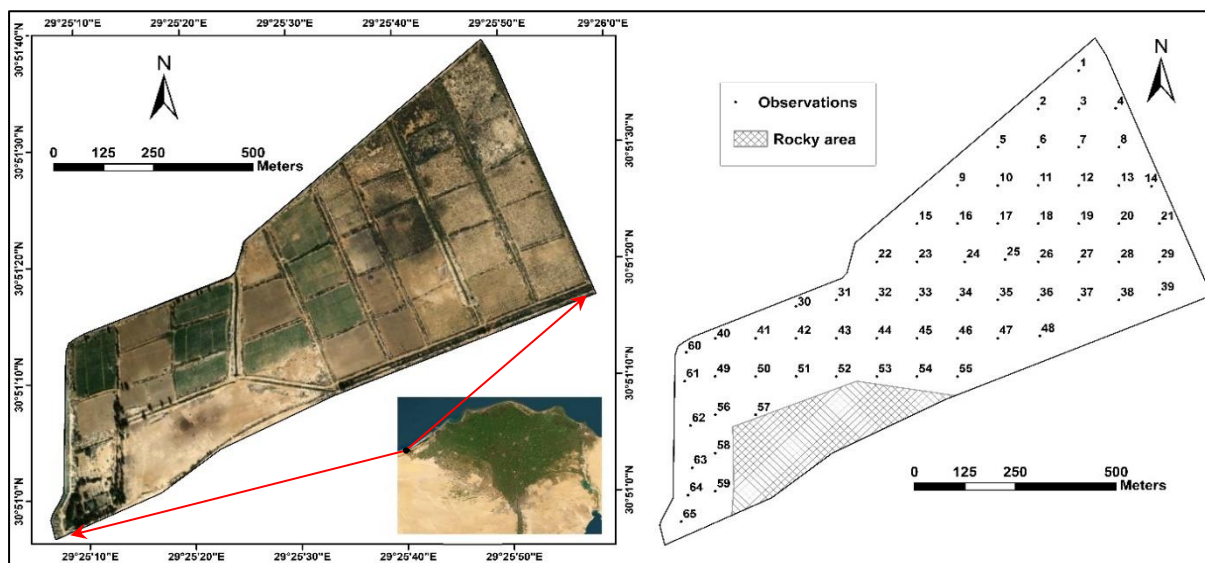 29°25'10"E 29°25'20"E 29°25'30"E 29°25'40"E 29°25'50"E 29°26'0"E
30°51'40"N
30°51'30"N
30°51'20"N
30°51'10"N
30°51'0"N
N
0 125 250 500
Meters
30°51'40"N
30°51'30"N
30°51'20"N
30°51'10"N
30°51'0"N
29°25'10"E 29°25'20"E 29°25'30"E 29°25'40"E 29°25'50"E
N
Observations
Rocky area
1
2 3 4
5 6 7 8
9 10 11 12 13 14
15 16 17 18 19 20 21
22 23 24 25 26 27 28 29
30 31 32 33 34 35 36 37 38 39
40 41 42 43 44 45 46 47 48
60
61 49 50 51 52 53 54 55
56 57
62
58
63
64 59
65
0 125 250 500
Meters